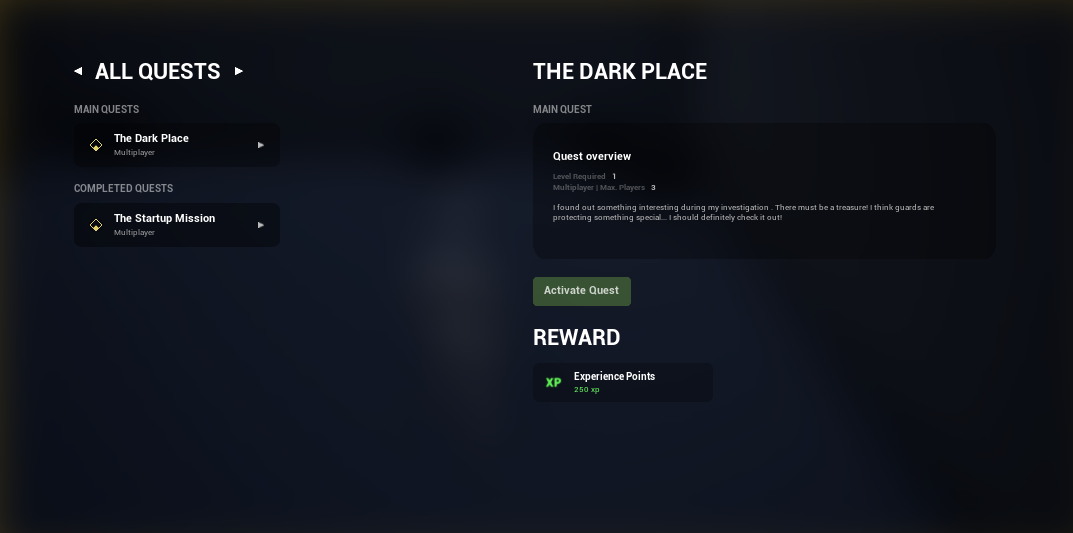 ALL QUESTS
MAIN QUESTS
The Dark Place
Multiplayer
COMPLETED QUESTS
The Startup Mission
Multiplayer
THE DARK PLACE
MAIN QUEST
Quest overview
Level Required 1
Multiplayer | Max. Players 3
I found out something interesting during my investigation . There must be a treasure! I think guards are
protecting something special... I should definitely check it out!
Activate Quest
REWARD
XP
Experience Points
250 xp